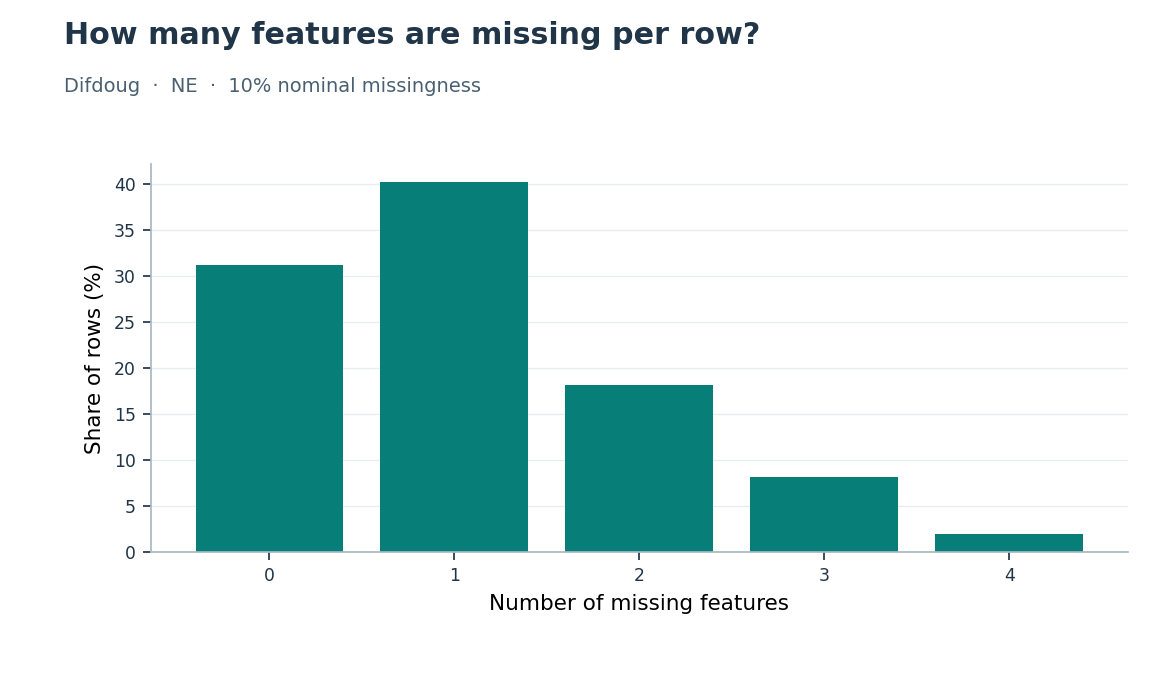 How many features are missing per row?
Difdoug · NE · 10% nominal missingness
40
35
30
25
20
15
10
5
0
Share of rows (%)
0 1 2 3 4
Number of missing features